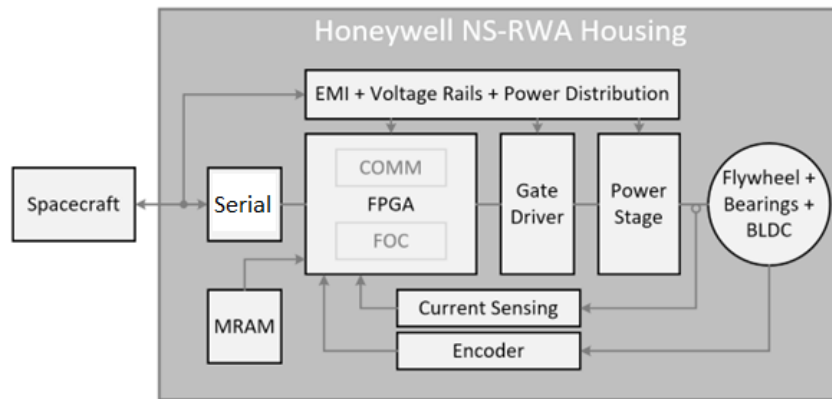 Honeywell NS-RWA Housing
EMI + Voltage Rails + Power Distribution
Spacecraft
Serial
COMM
FPGA
FOC
Gate
Driver
Power
Stage
Flywheel +
Bearings +
BLDC
MRAM
Current Sensing
Encoder